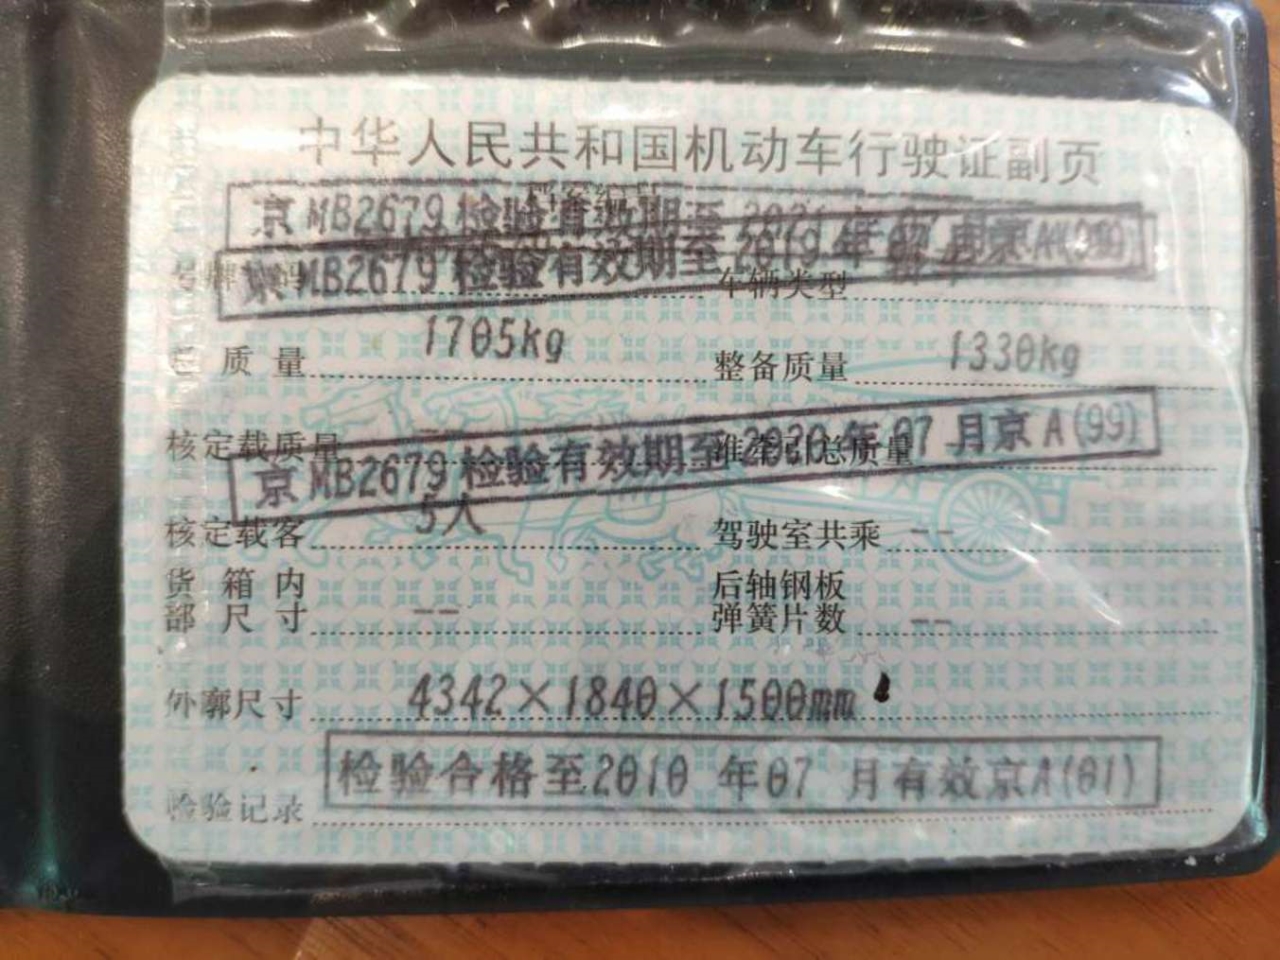 中华人民共和国机动车行驶证副页
京MB2679检验有效期至 年07月京A(99)
京MB2679检验有效期至2019年
号牌号码 车辆类型
总质量 1705kg 整备质量 1330kg
核定载质量 准牵引总质量
京MB2679检验有效期至2020年07月京A(99)
核定载客 5人 驾驶室共乘 --
货箱内 后轴钢板
部尺寸 -- 弹簧片数 --
外廓尺寸 4342×1840×1500mm
检验合格至2010 年07 月有效京A(01)
检验记录